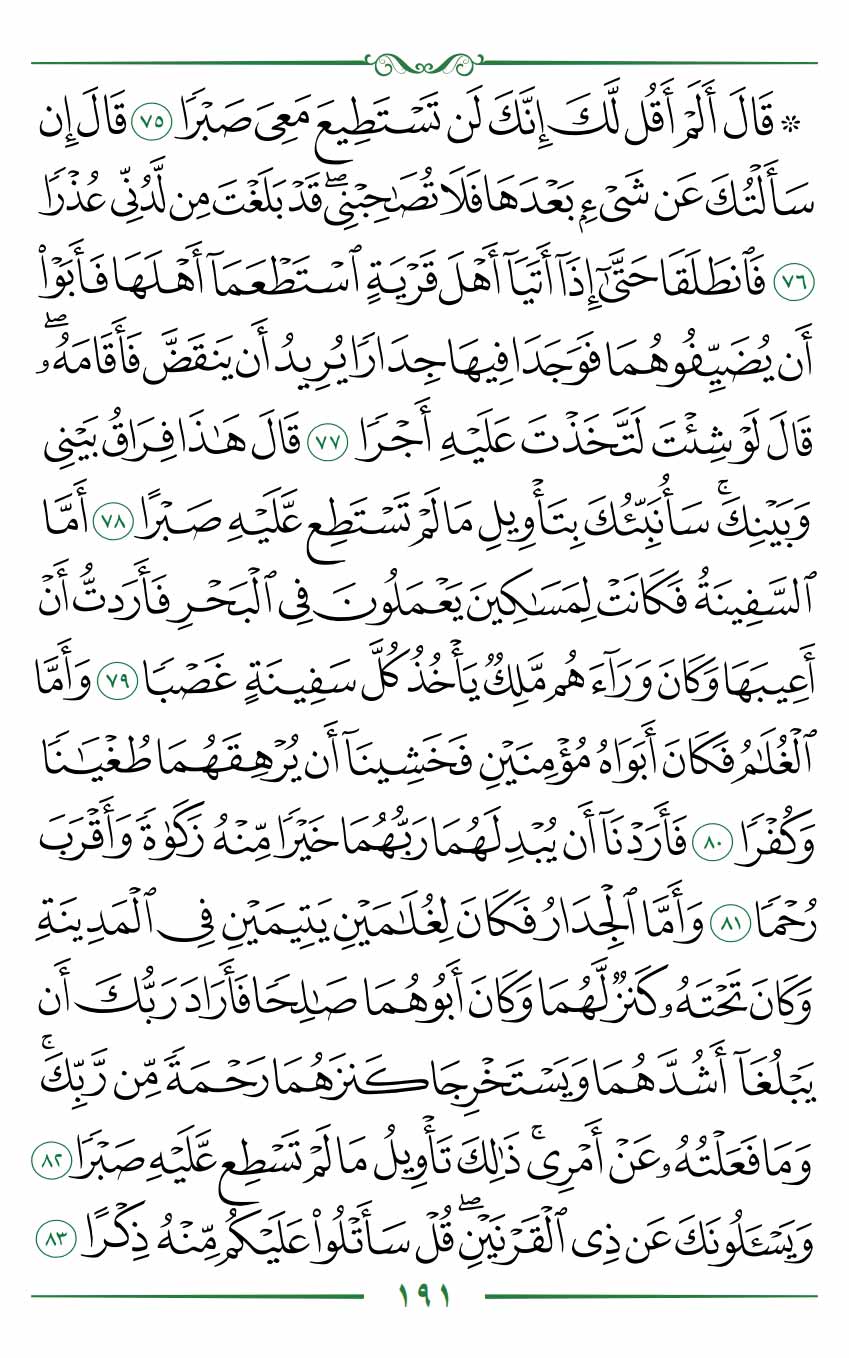 ۞ قَالَ أَلَمْ أَقُل لَّكَ إِنَّكَ لَن تَسْتَطِيعَ مَعِيَ صَبْرًا ٧٥ قَالَ إِن
سَأَلْتُكَ عَن شَىْءٍۭ بَعْدَهَا فَلَا تُصَـٰحِبْنِىۖ قَدْ بَلَغْتَ مِن لَّدُنِّى عُذْرًا
٧٦ فَٱنطَلَقَا حَتَّىٰٓ إِذَآ أَتَيَآ أَهْلَ قَرْيَةٍ ٱسْتَطْعَمَآ أَهْلَهَا فَأَبَوْا۟
أَن يُضَيِّفُوهُمَا فَوَجَدَا فِيهَا جِدَارًا يُرِيدُ أَن يَنقَضَّ فَأَقَامَهُۥۖ
قَالَ لَوْ شِئْتَ لَتَّخَذْتَ عَلَيْهِ أَجْرًا ٧٧ قَالَ هَـٰذَا فِرَاقُ بَيْنِى
وَبَيْنِكَۚ سَأُنَبِّئُكَ بِتَأْوِيلِ مَا لَمْ تَسْتَطِع عَّلَيْهِ صَبْرًا ٧٨ أَمَّا
ٱلسَّفِينَةُ فَكَانَتْ لِمَسَـٰكِينَ يَعْمَلُونَ فِى ٱلْبَحْرِ فَأَرَدتُّ أَنْ
أَعِيبَهَا وَكَانَ وَرَآءَهُم مَّلِكٌ يَأْخُذُ كُلَّ سَفِينَةٍ غَصْبًا ٧٩ وَأَمَّا
ٱلْغُلَـٰمُ فَكَانَ أَبَوَاهُ مُؤْمِنَيْنِ فَخَشِينَآ أَن يُرْهِقَهُمَا طُغْيَـٰنًا
وَكُفْرًا ٨٠ فَأَرَدْنَآ أَن يُبْدِلَهُمَا رَبُّهُمَا خَيْرًا مِّنْهُ زَكَوٰةً وَأَقْرَبَ
رُحْمًا ٨١ وَأَمَّا ٱلْجِدَارُ فَكَانَ لِغُلَـٰمَيْنِ يَتِيمَيْنِ فِى ٱلْمَدِينَةِ
وَكَانَ تَحْتَهُۥ كَنزٌ لَّهُمَا وَكَانَ أَبُوهُمَا صَـٰلِحًا فَأَرَادَ رَبُّكَ أَن
يَبْلُغَآ أَشُدَّهُمَا وَيَسْتَخْرِجَا كَنزَهُمَا رَحْمَةً مِّن رَّبِّكَۚ
وَمَا فَعَلْتُهُۥ عَنْ أَمْرِىۚ ذَٰلِكَ تَأْوِيلُ مَا لَمْ تَسْطِع عَّلَيْهِ صَبْرًا ٨٢
وَيَسْـَٔلُونَكَ عَن ذِى ٱلْقَرْنَيْنِۖ قُلْ سَأَتْلُوا۟ عَلَيْكُم مِّنْهُ ذِكْرًا ٨٣
١٩١